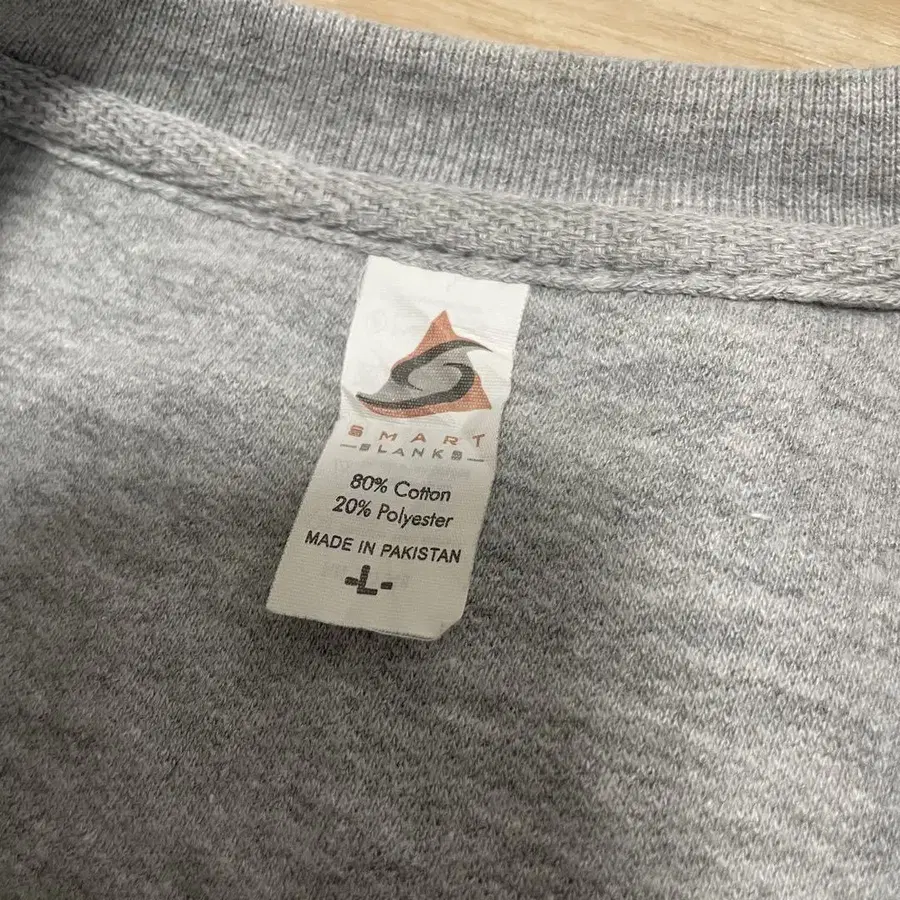 SMART
BLANKS
80% Cotton
20% Polyester
MADE IN PAKISTAN
-L-